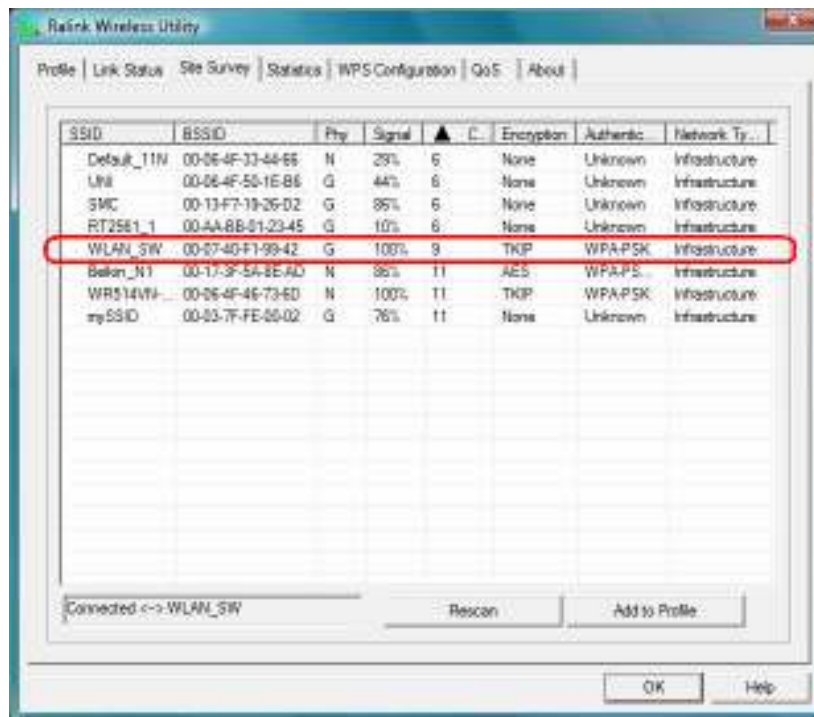 Ralink Wireless Utility
Profile Link Status Site Survey Statistics WPS Configuration QoS About
SSID BSSID Phy Signal ▲ C... Encryption Authentic... Network Ty...
Default_11N 00-06-4F-33-44-66 N 29% 6 None Unknown Infrastructure
UNI 00-06-4F-50-1E-B6 G 44% 6 None Unknown Infrastructure
SMC 00-13-F7-19-26-D2 G 86% 6 None Unknown Infrastructure
RT2561_1 00-AA-BB-01-23-45 G 10% 6 None Unknown Infrastructure
WLAN_SW 00-07-40-F1-99-42 G 100% 9 TKIP WPA-PSK Infrastructure
Belkin_N1 00-17-3F-5A-8E-AD N 86% 11 AES WPA-PS... Infrastructure
WR514VN-... 00-06-4F-46-73-6D N 100% 11 TKIP WPA-PSK Infrastructure
mySSID 00-03-7F-FE-00-02 G 76% 11 None Unknown Infrastructure
Connected <-> WLAN_SW Rescan Add to Profile
OK Help